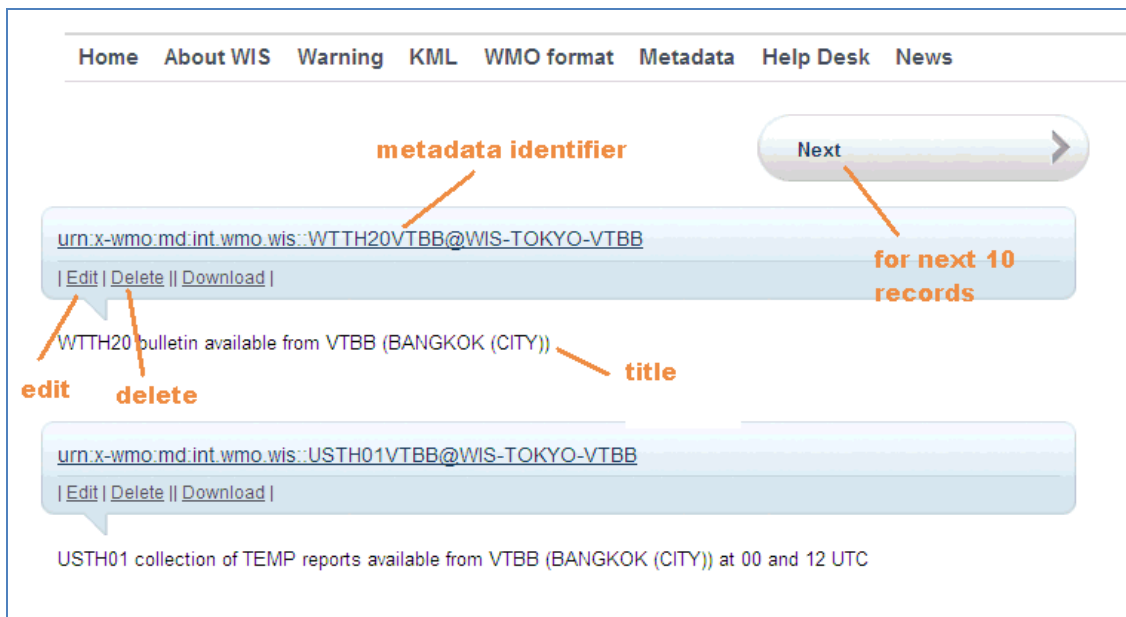 Home About WIS Warning KML WMO format Metadata Help Desk News
metadata identifier
Next
urn:x-wmo:md:int.wmo.wis::WTTH20VTBB@WIS-TOKYO-VTBB
for next 10
records
| Edit | Delete || Download |
WTTH20 bulletin available from VTBB (BANGKOK (CITY))
title
edit
delete
urn:x-wmo:md:int.wmo.wis::USTH01VTBB@WIS-TOKYO-VTBB
| Edit | Delete || Download |
USTH01 collection of TEMP reports available from VTBB (BANGKOK (CITY)) at 00 and 12 UTC